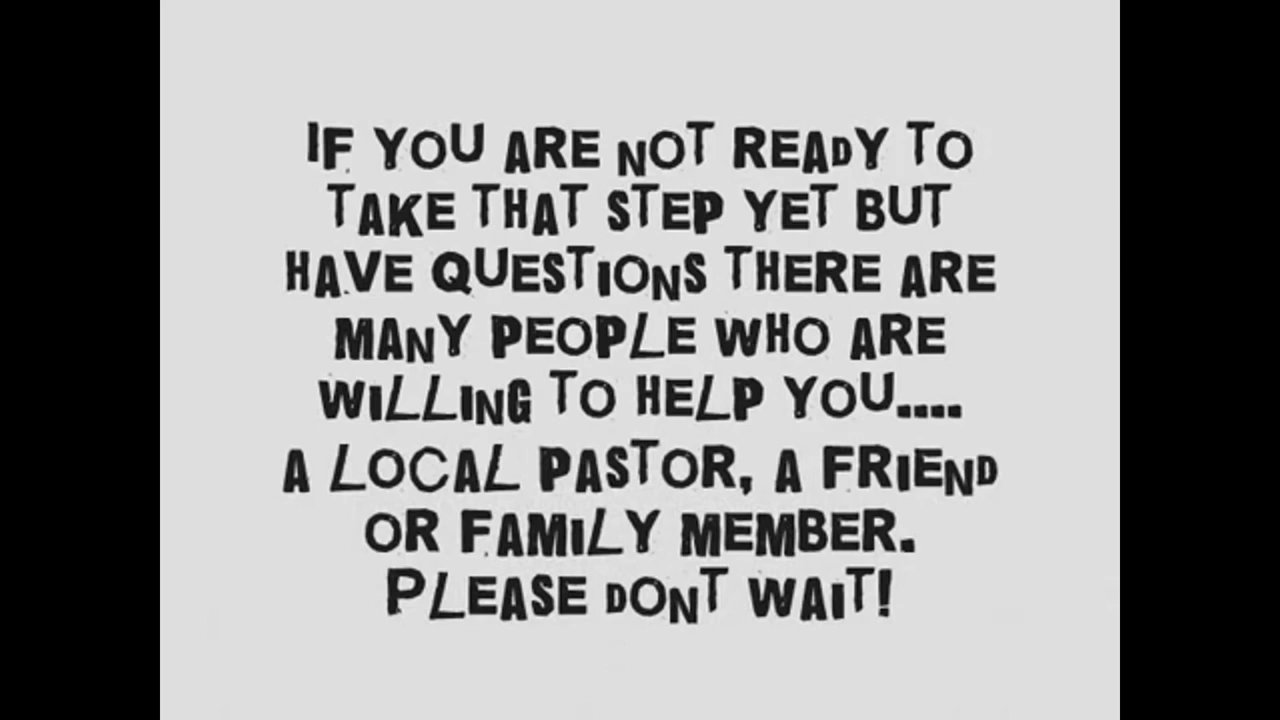 IF YOU ARE NOT READY TO
TAKE THAT STEP YET BUT
HAVE QUESTIONS THERE ARE
MANY PEOPLE WHO ARE
WILLING TO HELP YOU....
A LOCAL PASTOR, A FRIEND
OR FAMILY MEMBER.
PLEASE DONT WAIT!